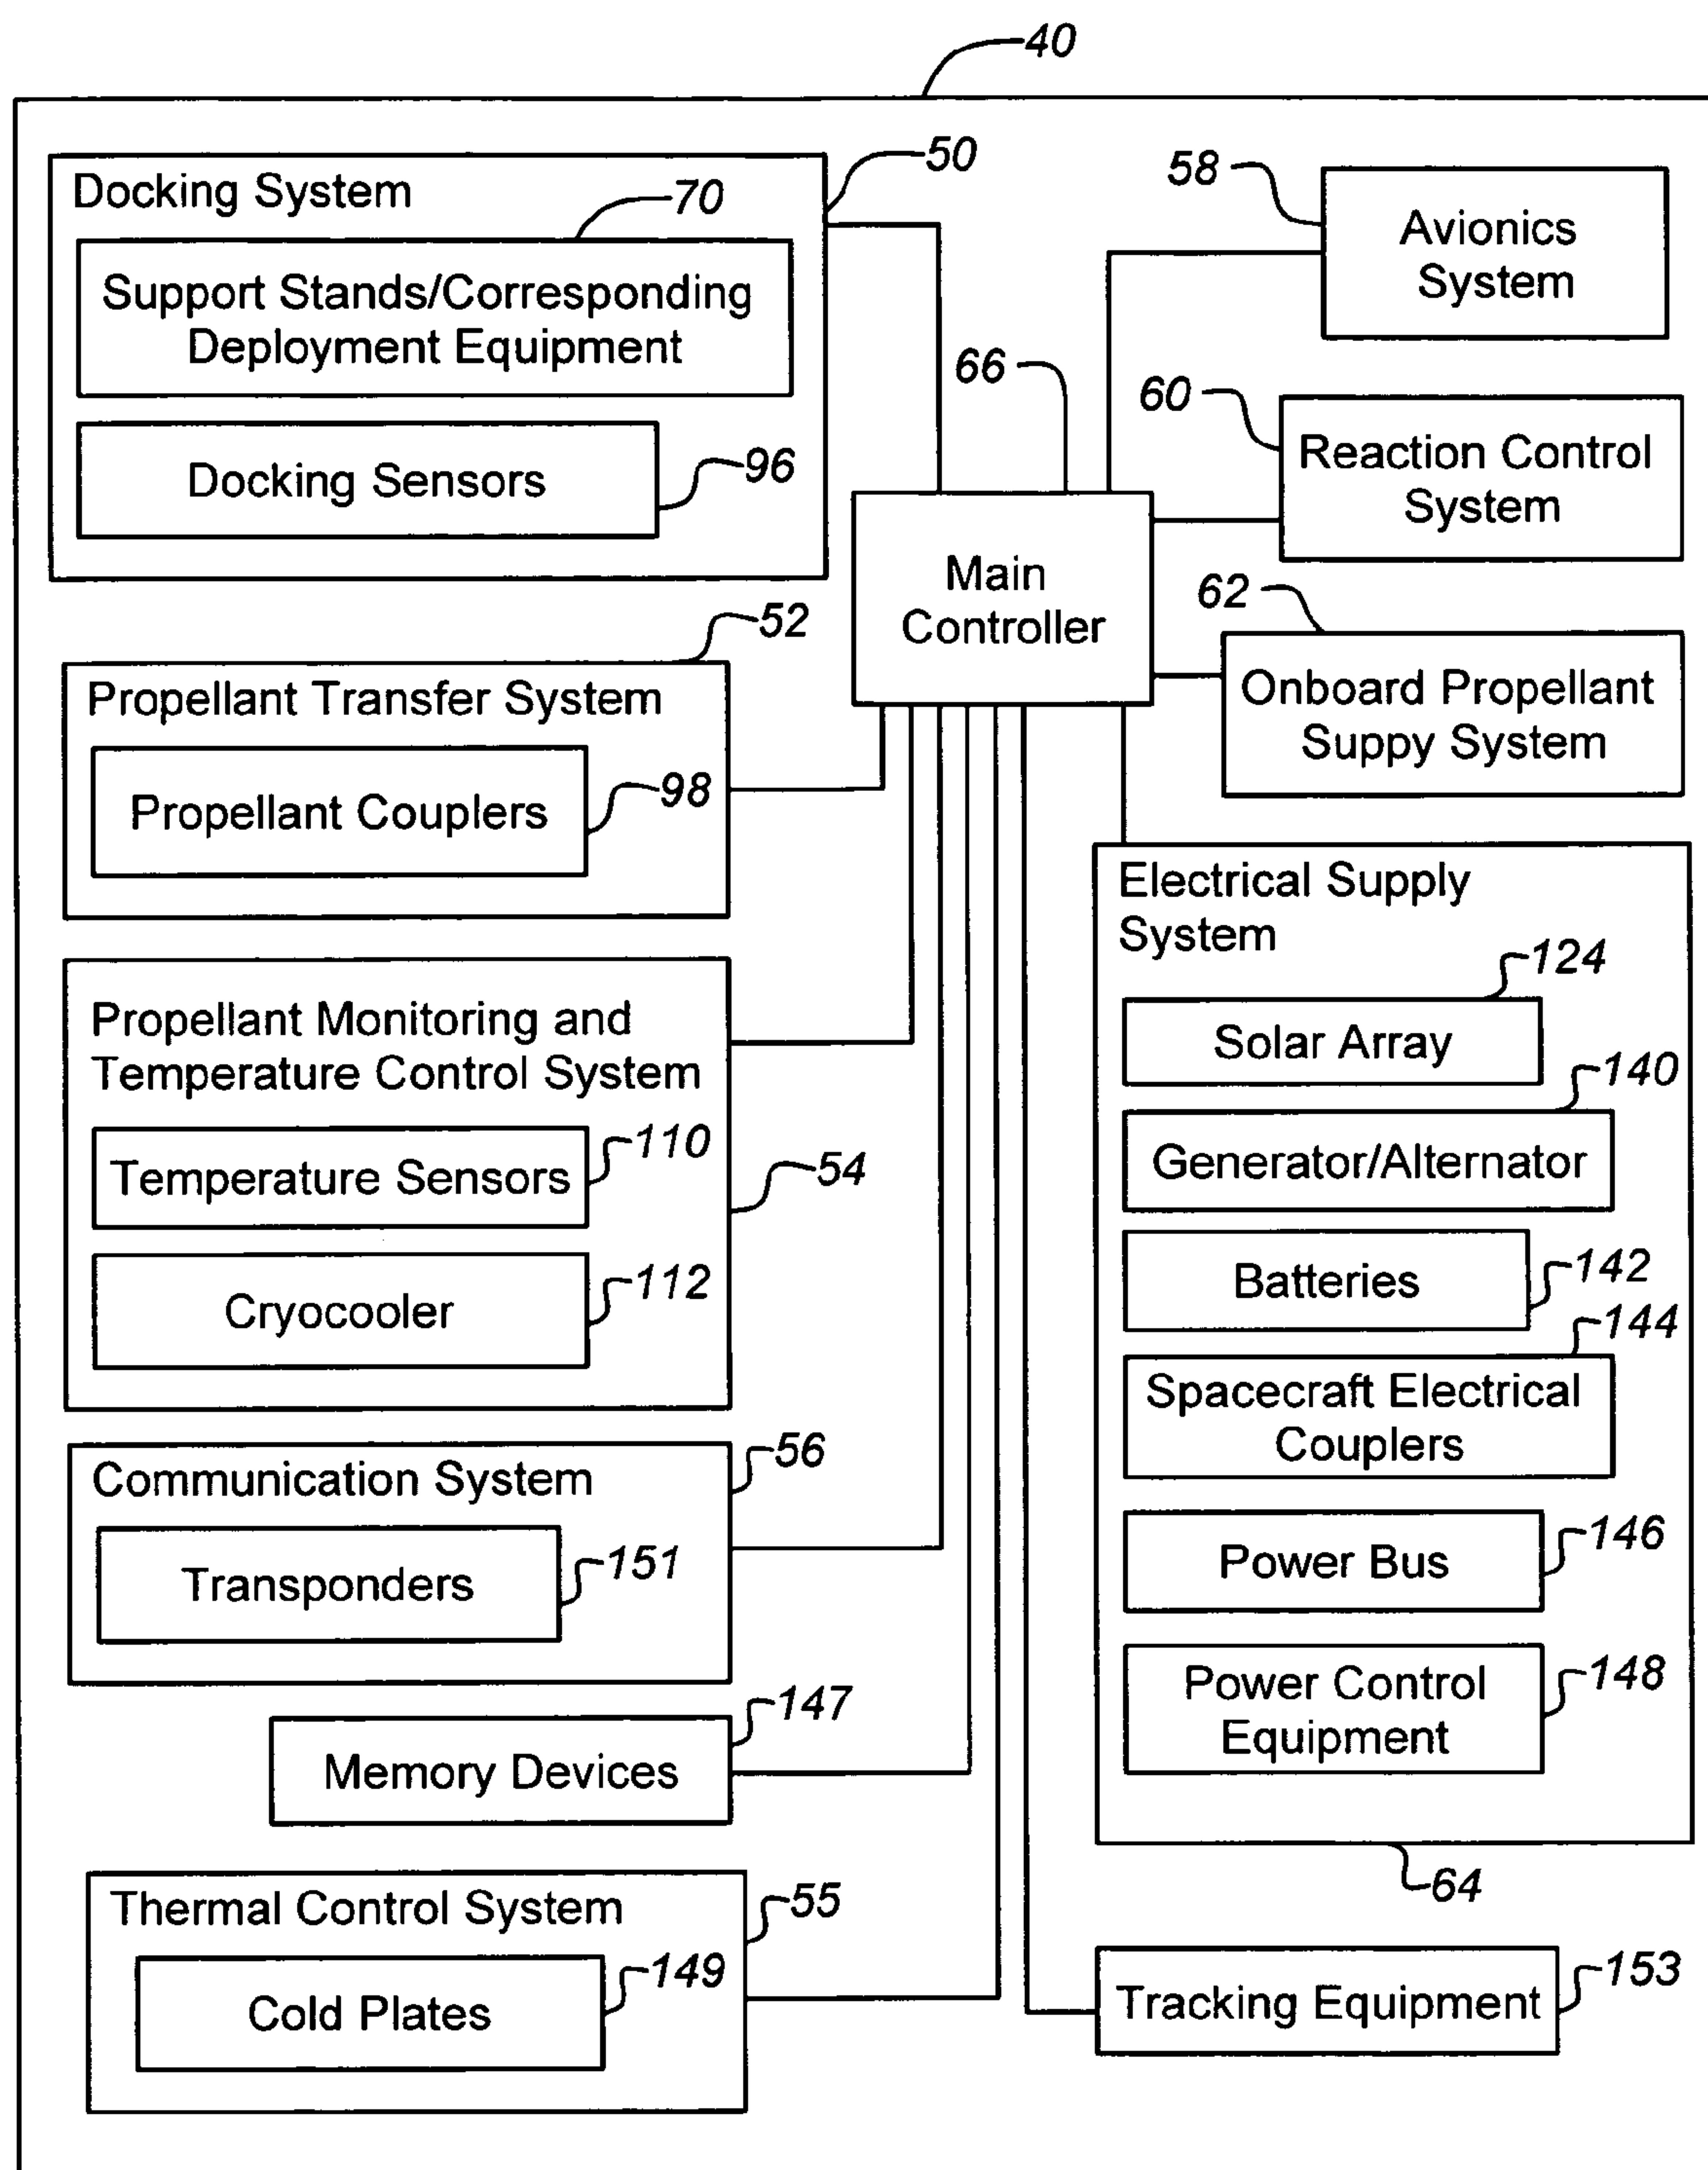 40
Docking System
50
70
Support Stands/Corresponding
Deployment Equipment
Docking Sensors
96
58
Avionics
System
66
60
Reaction Control
System
Main
Controller
62
Onboard Propellant
Suppy System
52
Propellant Transfer System
Propellant Couplers
98
Propellant Monitoring and
Temperature Control System
Temperature Sensors
110
54
Cryocooler
112
Communication System
56
Transponders
151
147
Memory Devices
Thermal Control System
55
Cold Plates
149
Electrical Supply
System
124
Solar Array
140
Generator/Alternator
Batteries
142
144
Spacecraft Electrical
Couplers
Power Bus
146
Power Control
Equipment
148
64
Tracking Equipment
153